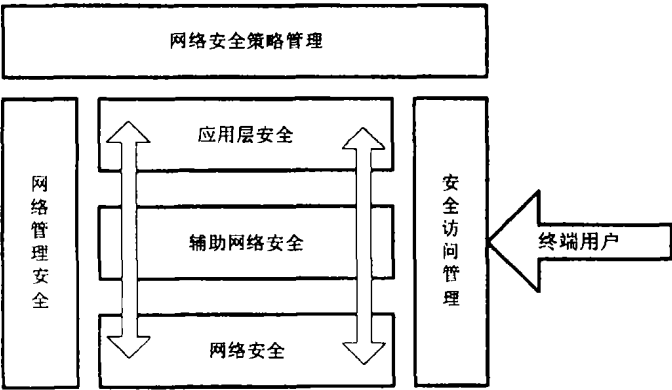 网络安全策略管理
应用层安全
网络管理安全
辅助网络安全
安全访问管理
终端用户
网络安全